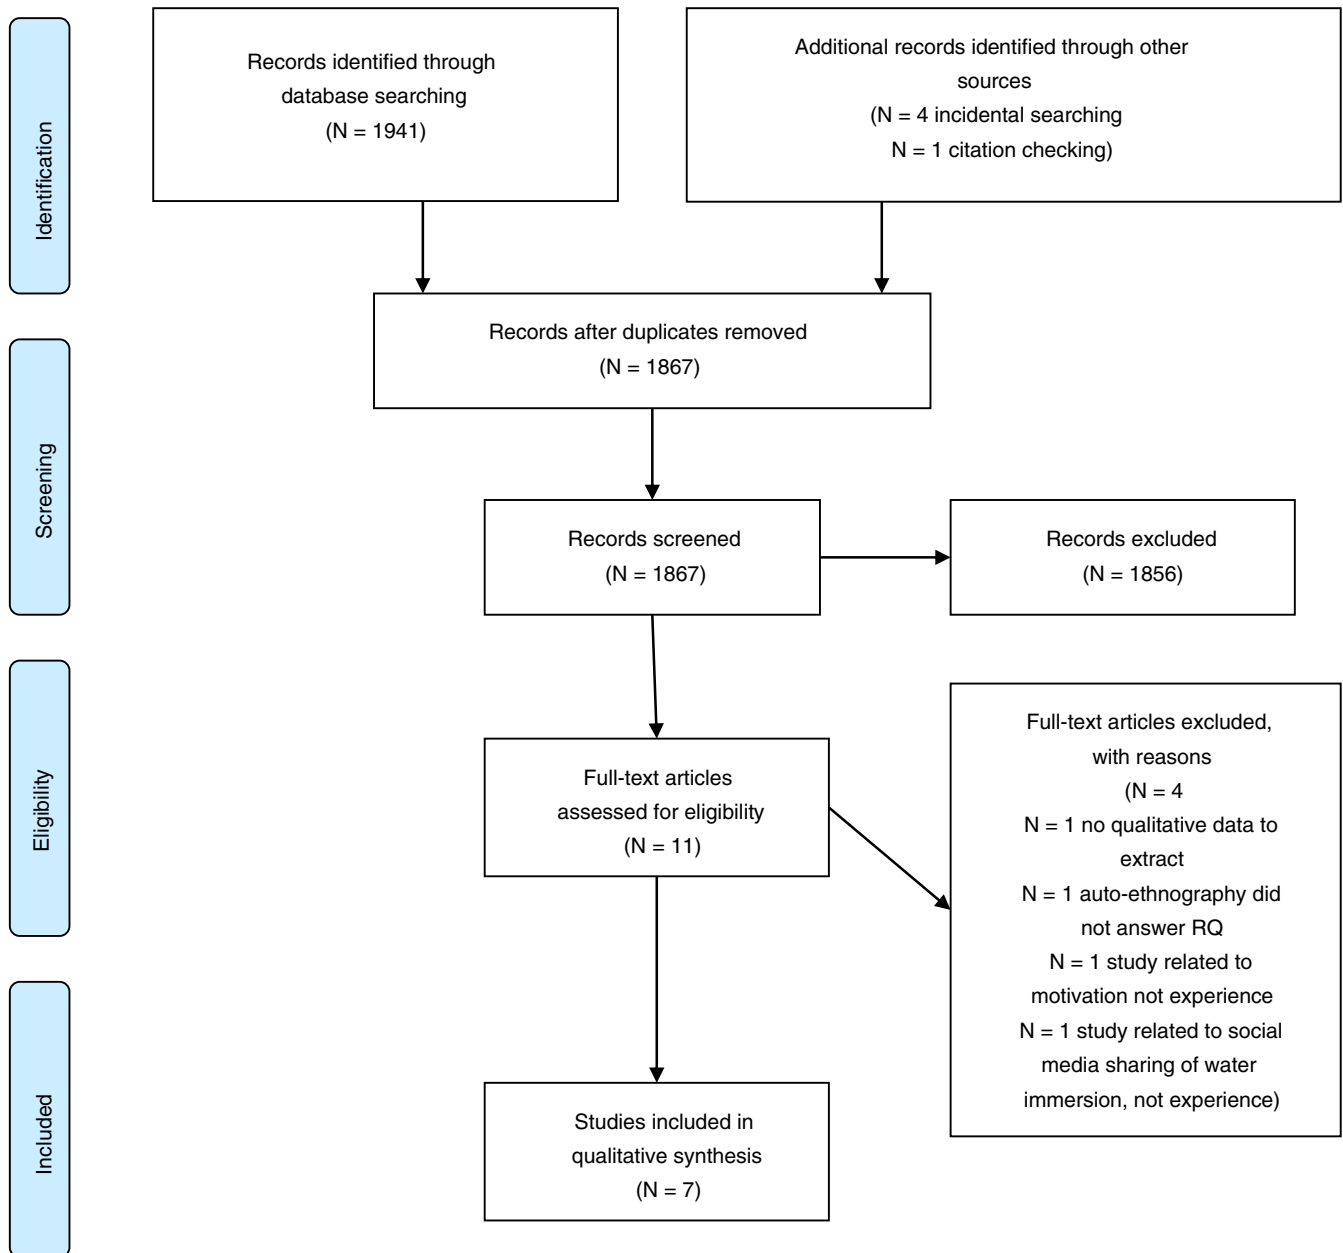 Identification
Records identified through
database searching
(N = 1941)
Additional records identified through other
sources
(N = 4 incidental searching
N = 1 citation checking)
Records after duplicates removed
(N = 1867)
Screening
Records screened
(N = 1867)
Records excluded
(N = 1856)
Eligibility
Full-text articles
assessed for eligibility
(N = 11)
Full-text articles excluded,
with reasons
(N = 4
N = 1 no qualitative data to
extract
N = 1 auto-ethnography did
not answer RQ
N = 1 study related to
motivation not experience
N = 1 study related to social
media sharing of water
immersion, not experience)
Included
Studies included in
qualitative synthesis
(N = 7)